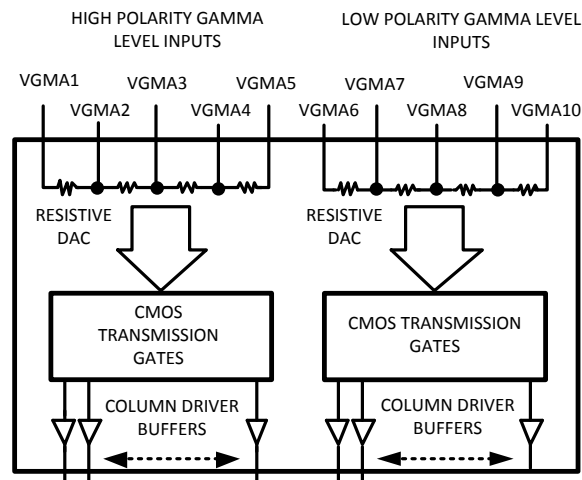 HIGH POLARITY GAMMA
LEVEL INPUTS
LOW POLARITY GAMMA LEVEL
INPUTS
VGMA1
VGMA2
VGMA3
VGMA4
VGMA5
VGMA6
VGMA7
VGMA8
VGMA9
VGMA10
RESISTIVE
DAC
RESISTIVE
DAC
CMOS
TRANSMISSION
GATES
CMOS TRANSMISSION
GATES
COLUMN DRIVER
BUFFERS
COLUMN DRIVER
BUFFERS